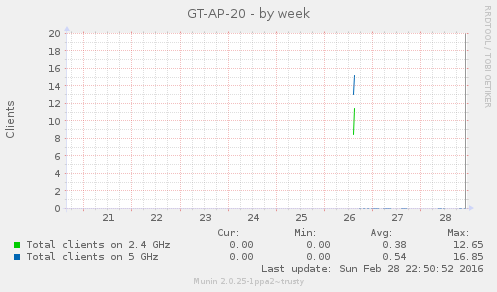 GT-AP-20 - by week
RRDTOOL / TOBI OETIKER
Clients
20
18
16
14
12
10
8
6
4
2
0
21 22 23 24 25 26 27 28
Cur: Min: Avg: Max:
Total clients on 2.4 GHz 0.00 0.00 0.38 12.65
Total clients on 5 GHz 0.00 0.00 0.54 16.85
Last update: Sun Feb 28 22:50:52 2016
Munin 2.0.25-1ppa2~trusty